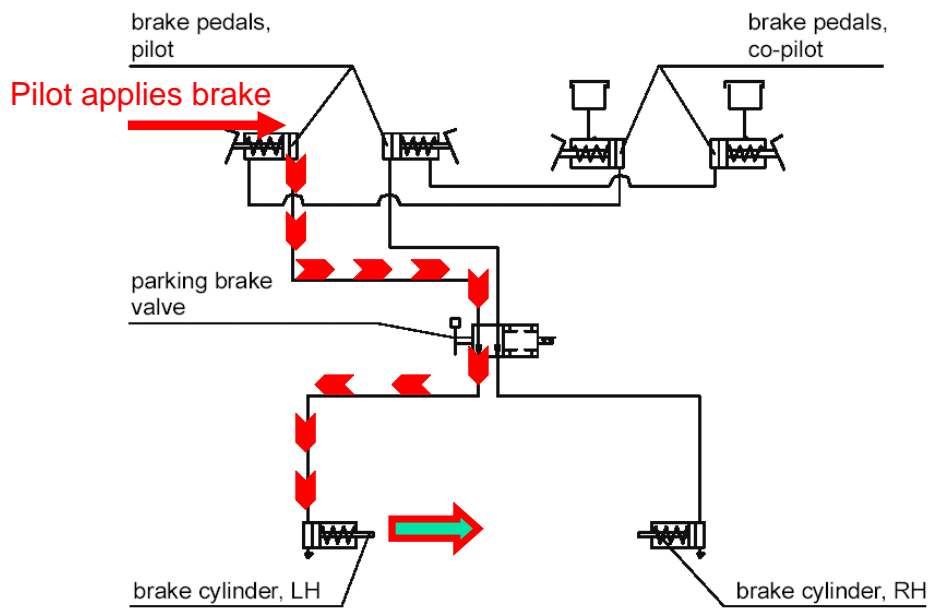 brake pedals,
pilot
brake pedals,
co-pilot
Pilot applies brake
parking brake
valve
brake cylinder, LH
brake cylinder, RH